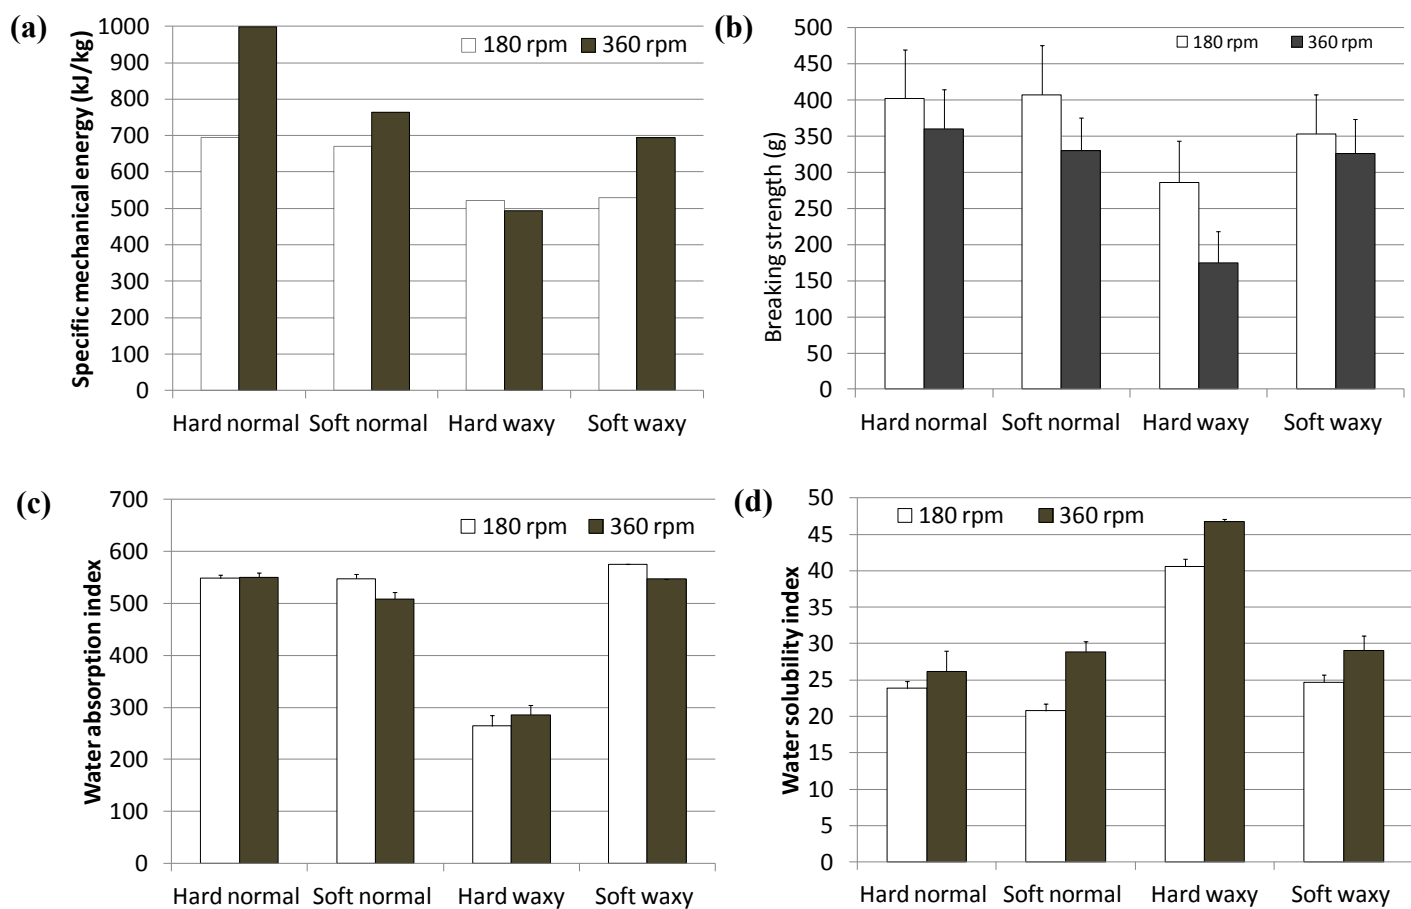 (a)
Specific mechanical energy (kJ/kg)
1000
900
800
700
600
500
400
300
200
100
0
180 rpm 360 rpm
Hard normal Soft normal Hard waxy Soft waxy
(b)
Breaking strength (g)
500
450
400
350
300
250
200
150
100
50
0
180 rpm 360 rpm
Hard normal Soft normal Hard waxy Soft waxy
(c)
Water absorption index
700
600
500
400
300
200
100
0
180 rpm 360 rpm
Hard normal Soft normal Hard waxy Soft waxy
(d)
Water solubility index
50
45
40
35
30
25
20
15
10
5
0
180 rpm 360 rpm
Hard normal Soft normal Hard waxy Soft waxy